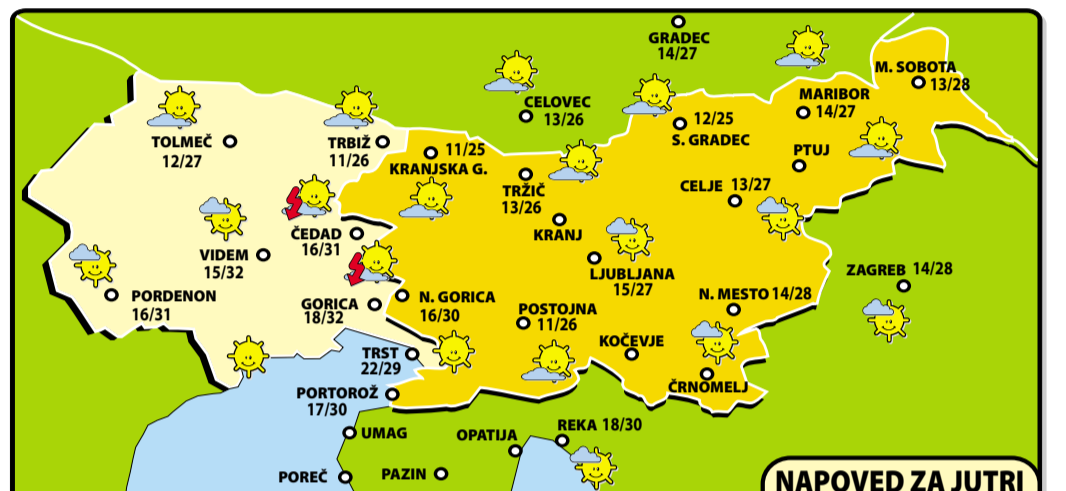 GRADEC
14/27
M. SOBOTA
13/28
CELOVEC
13/26
MARIBOR
14/27
12/25
S. GRADEC
TOLMEČ
12/27
TRBIŽ
11/26
11/25
KRANJSKA G.
PTUJ
TRŽIČ
13/26
CELJE 13/27
ČEDAD
16/31
KRANJ
VIDEM
15/32
LJUBLJANA
15/27
ZAGREB 14/28
PORDENON
16/31
GORICA
18/32
N. GORICA
16/30
N. MESTO 14/28
POSTOJNA
11/26
KOČEVJE
TRST
22/29
ČRNOMELJ
PORTOROŽ
17/30
UMAG
OPATIJA
REKA 18/30
POREČ
PAZIN
NAPOVED ZA JUTRI